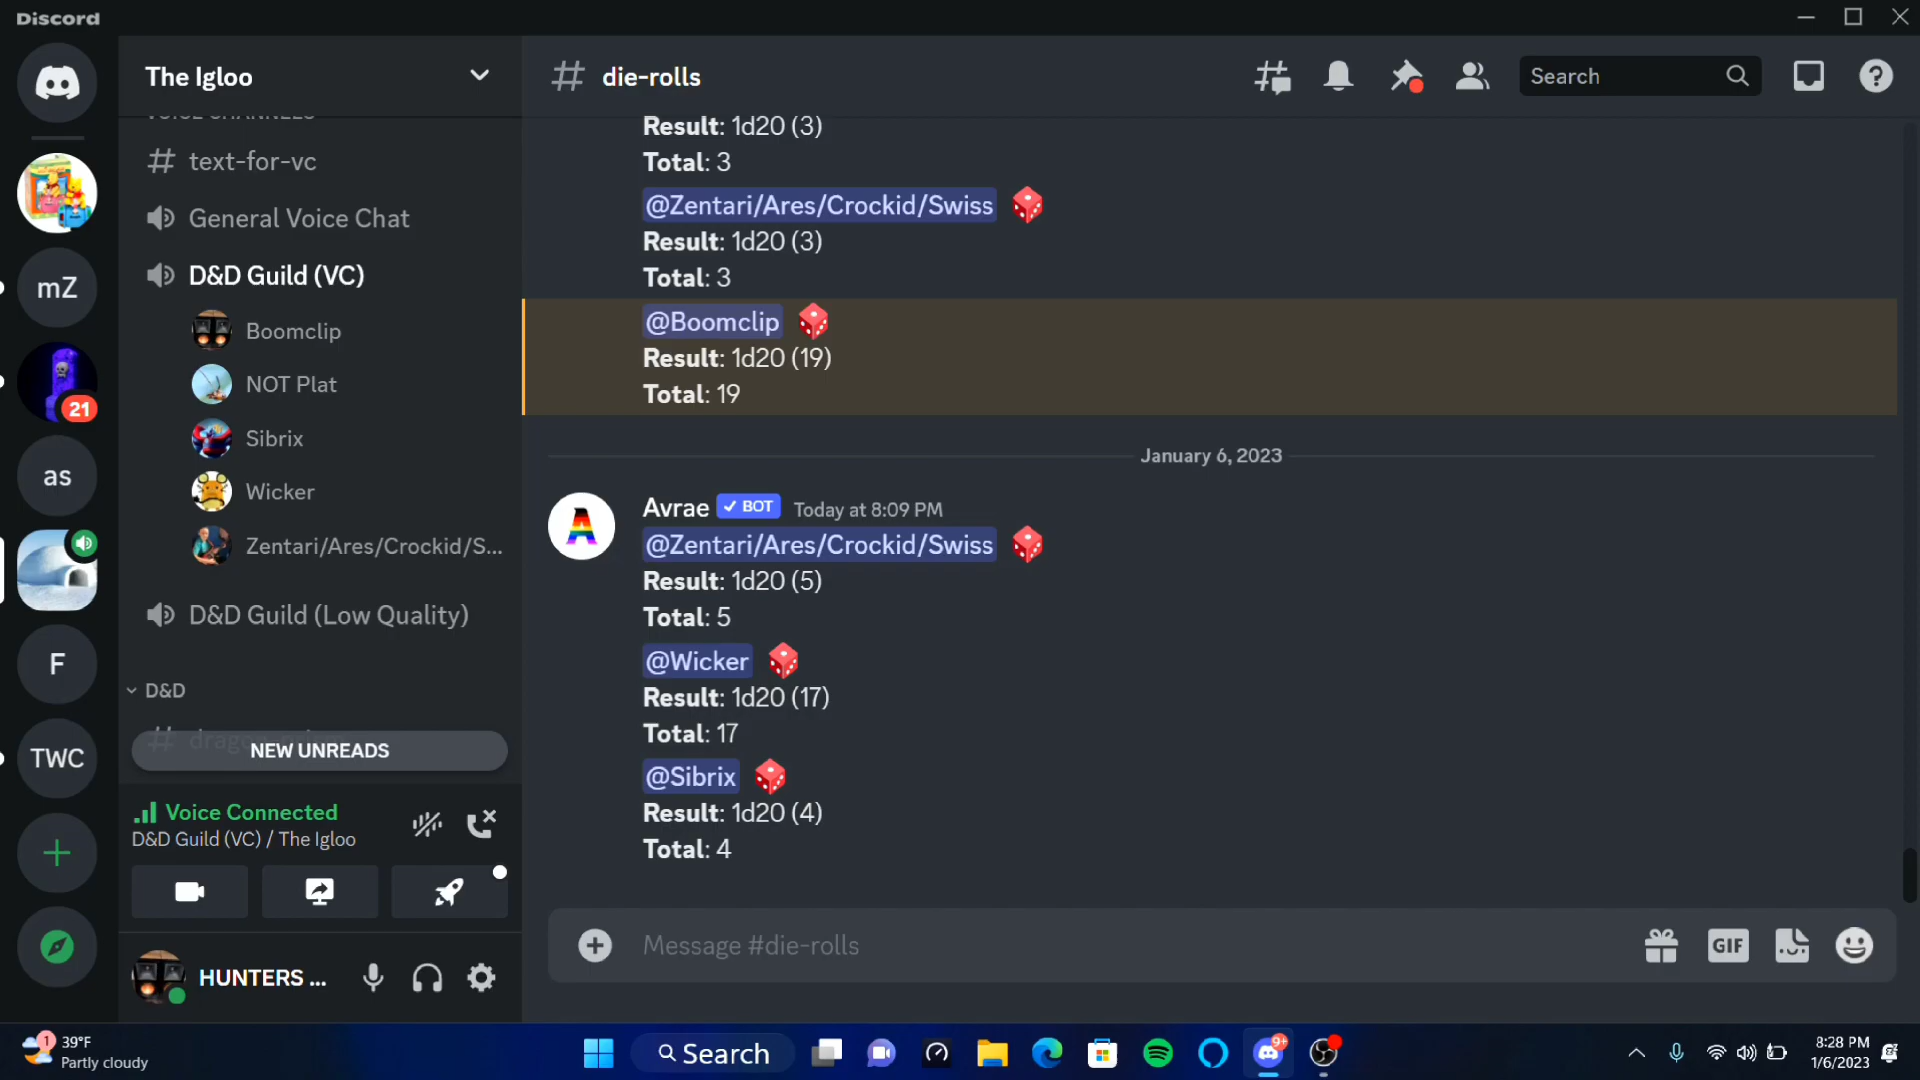 Discord
The Igloo
die-rolls
Search
VOICE CHANNELS
text-for-vc
General Voice Chat
D&D Guild (VC)
Boomclip
NOT Plat
Sibrix
Wicker
Zentari/Ares/Crockid/S...
D&D Guild (Low Quality)
D&D
NEW UNREADS
Voice Connected
D&D Guild (VC) / The Igloo
HUNTERS ...
mZ
21
as
F
TWC
Result: 1d20 (3)
Total: 3
@Zentari/Ares/Crockid/Swiss
Result: 1d20 (3)
Total: 3
@Boomclip
Result: 1d20 (19)
Total: 19
January 6, 2023
A
Avrae BOT Today at 8:09 PM
@Zentari/Ares/Crockid/Swiss
Result: 1d20 (5)
Total: 5
@Wicker
Result: 1d20 (17)
Total: 17
@Sibrix
Result: 1d20 (4)
Total: 4
Message #die-rolls
GIF
1
39°F
Partly cloudy
Search
9+
8:28 PM
1/6/2023